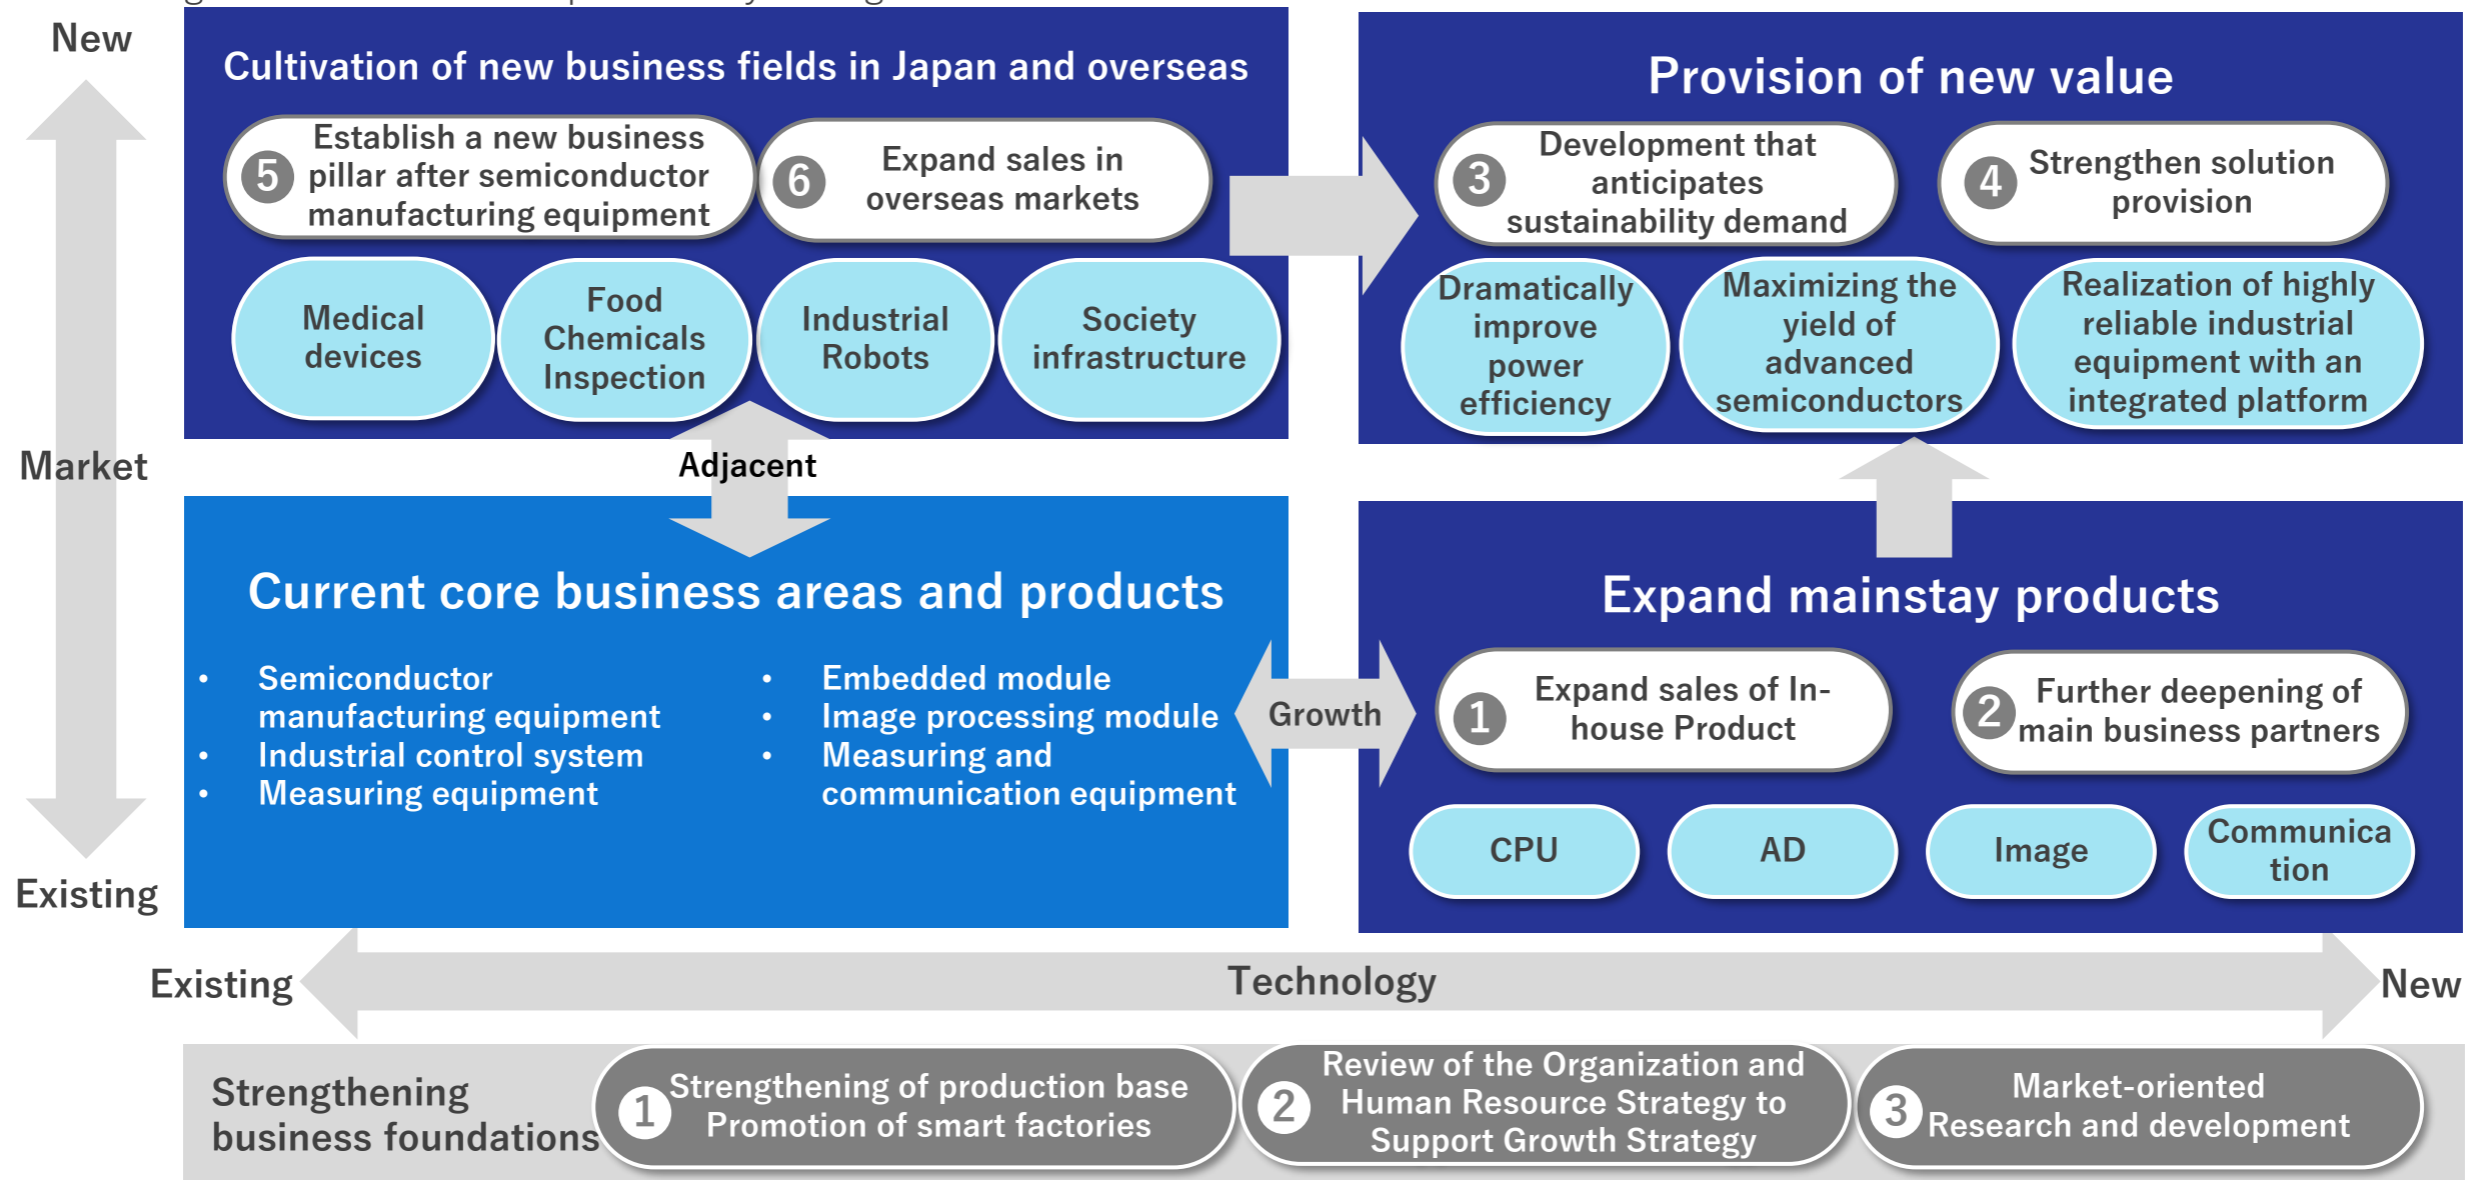 New
Cultivation of new business fields in Japan and overseas
5
Establish a new business
pillar after semiconductor
manufacturing equipment
6
Expand sales in
overseas markets
Medical
devices
Food
Chemicals
Inspection
Industrial
Robots
Society
infrastructure
Provision of new value
3
Development that
anticipates
sustainability demand
4
Strengthen solution
provision
Dramatically
improve
power
efficiency
Maximizing the
yield of
advanced
semiconductors
Realization of highly
reliable industrial
equipment with an
integrated platform
Market
Adjacent
Current core business areas and products
• Semiconductor
manufacturing equipment
• Industrial control system
• Measuring equipment
• Embedded module
• Image processing module
• Measuring and
communication equipment
Growth
Expand mainstay products
1
Expand sales of In-
house Product
2
Further deepening of
main business partners
CPU
AD
Image
Communica
tion
Existing
Existing
Technology
New
Strengthening
business foundations
1
Strengthening of production base
Promotion of smart factories
2
Review of the Organization and
Human Resource Strategy to
Support Growth Strategy
3
Market-oriented
Research and development